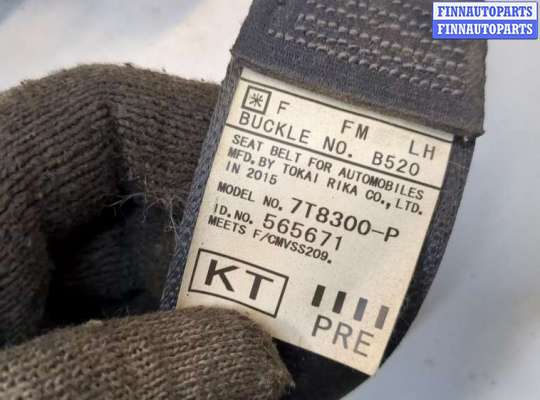 FINNAUTOPARTS
FINNAUTOPARTS
F FM LH
BUCKLE NO. B520
SEAT BELT FOR AUTOMOBILES
MFD. BY TOKAI RIKA CO., LTD.
IN 2015
MODEL NO. 7T8300-P
ID.NO. 565671
MEETS F/CMVSS209.
KT
PRE